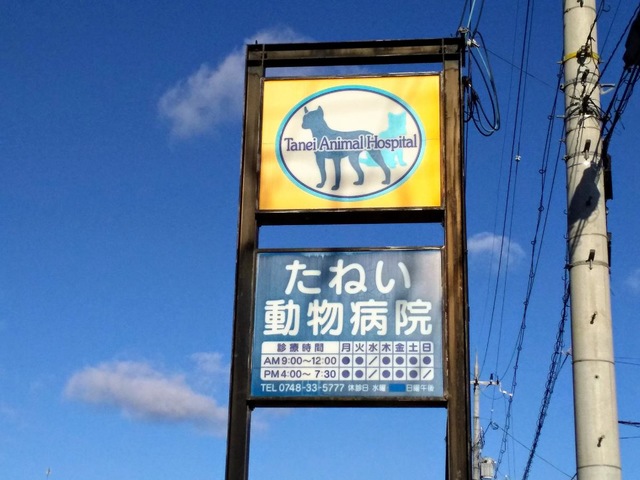 Tanei Animal Hospital
たねい
動物病院
診療時間 月 火 水 木 金 土 日
AM 9:00～12:00 ● ● ／ ● ● ● ●
PM 4:00～ 7:30 ● ● ／ ● ● ● ／
TEL 0748-33-5777 休診日 水曜 日曜午後